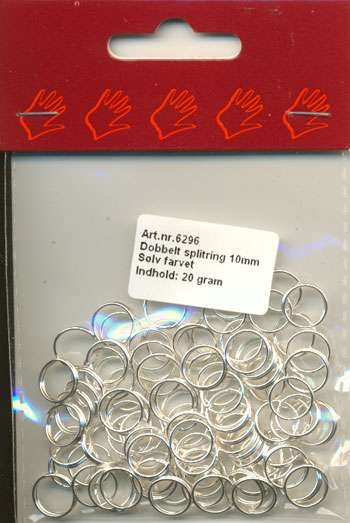 Art.nr.6296
Dobbelt splitring 10mm
Sølv farvet
Indhold: 20 gram